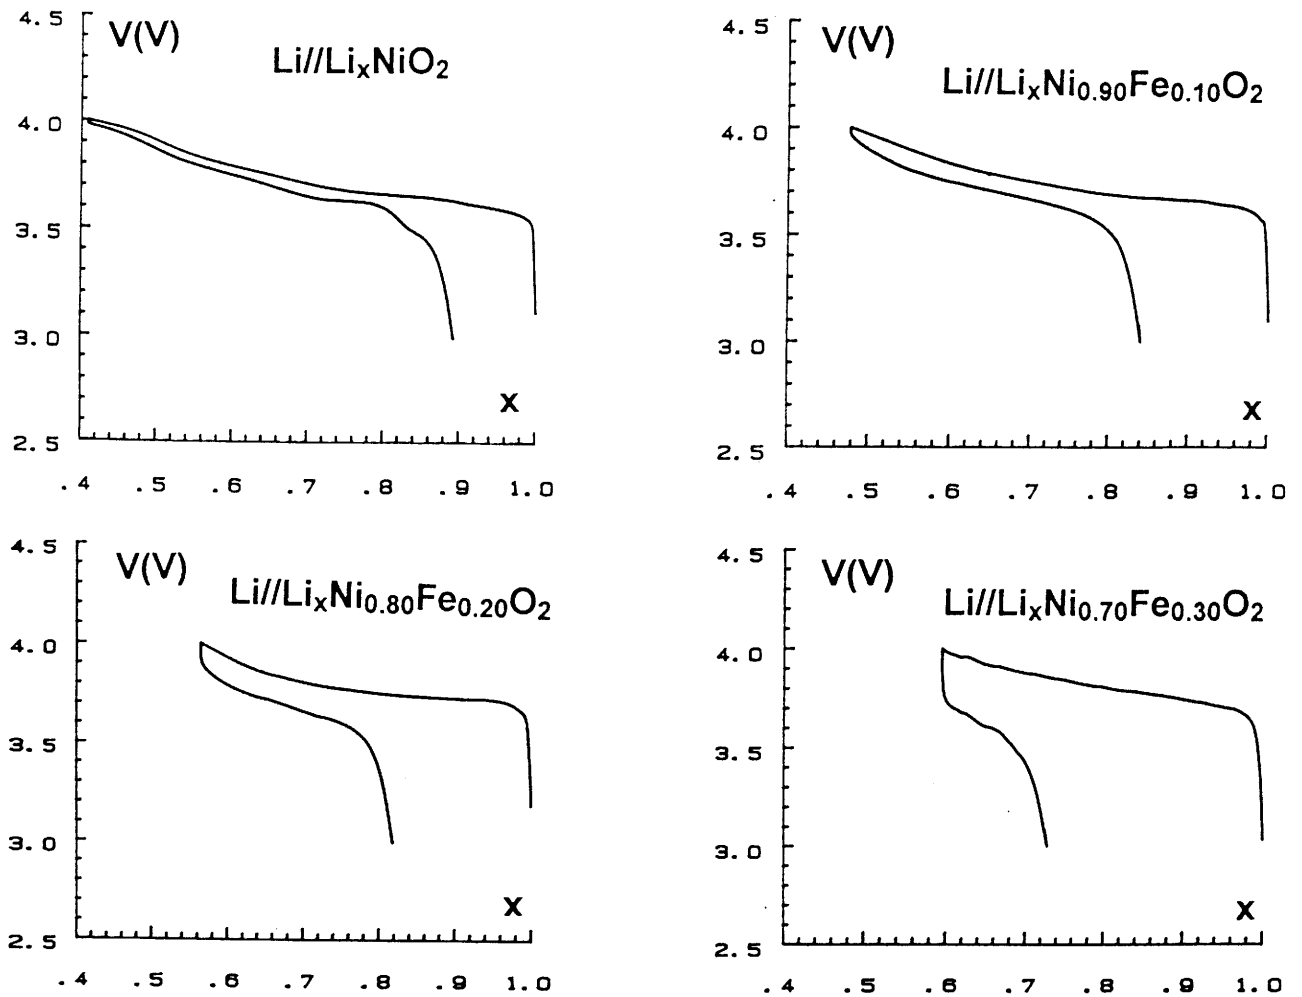 4.5
V(V)
Li//LiₓNiO₂
4.0
3.5
3.0
x
2.5
.4 .5 .6 .7 .8 .9 1.0
4.5
V(V)
Li//LiₓNi₀.₉₀Fe₀.₁₀O₂
4.0
3.5
3.0
x
2.5
.4 .5 .6 .7 .8 .9 1.0
4.5
V(V)
Li//LiₓNi₀.₈₀Fe₀.₂₀O₂
4.0
3.5
3.0
x
2.5
.4 .5 .6 .7 .8 .9 1.0
4.5
V(V)
Li//LiₓNi₀.₇₀Fe₀.₃₀O₂
4.0
3.5
3.0
x
2.5
.4 .5 .6 .7 .8 .9 1.0